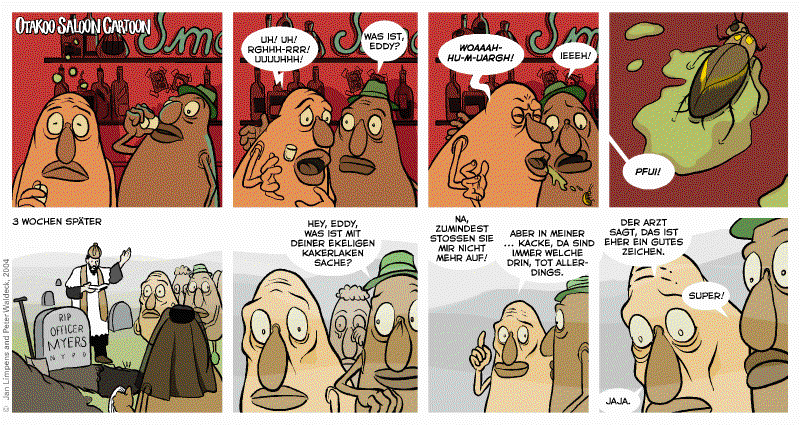 OTAKOO SALOON CARTOON
UH! UH!
RGHHH-RRR!
UUUUHHH!
WAS IST,
EDDY?
WOAAAH-
HU-M-UARGH!
IEEEH!
PFUI!
3 WOCHEN SPÄTER
RIP
OFFICER
MYERS
N Y P D
HEY, EDDY,
WAS IST MIT
DEINER EKELIGEN
KAKERLAKEN
SACHE?
NA,
ZUMINDEST
STOSSEN SIE
MIR NICHT
MEHR AUF!
ABER IN MEINER
... KACKE, DA SIND
IMMER WELCHE
DRIN, TOT ALLER-
DINGS.
DER ARZT
SAGT, DAS IST
EHER EIN GUTES
ZEICHEN.
SUPER!
JAJA.
© Jan Limpens and Peter Waldeck, 2004